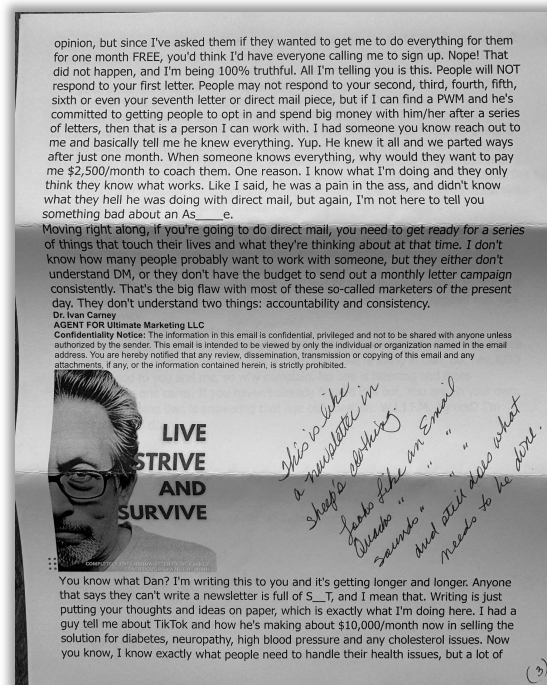 opinion, but since I've asked them if they wanted to get me to do everything for them
for one month FREE, you'd think I'd have everyone calling me to sign up. Nope! That
did not happen, and I'm being 100% truthful. All I'm telling you is this. People will NOT
respond to your first letter. People may not respond to your second, third, fourth, fifth,
sixth or even your seventh letter or direct mail piece, but if I can find a PWM and he's
committed to getting people to opt in and spend big money with him/her after a series
of letters, then that is a person I can work with. I had someone you know reach out to
me and basically tell me he knew everything. Yup. He knew it all and we parted ways
after just one month. When someone knows everything, why would they want to pay
me $2,500/month to coach them. One reason. I know what I'm doing and they only
think they know what works. Like I said, he was a pain in the ass, and didn't know
what they hell he was doing with direct mail, but again, I'm not here to tell you
something bad about an As____e.
Moving right along, if you're going to do direct mail, you need to get ready for a series
of things that touch their lives and what they're thinking about at that time. I don't
know how many people probably want to work with someone, but they either don't
understand DM, or they don't have the budget to send out a monthly letter campaign
consistently. That's the big flaw with most of these so-called marketers of the present
day. They don't understand two things: accountability and consistency.
Dr. Ivan Carney
AGENT FOR Ultimate Marketing LLC
Confidentiality Notice: The information in this email is confidential, privileged and not to be shared with anyone unless
authorized by the sender. This email is intended to be viewed by only the individual or organization named in the email
address. You are hereby notified that any review, dissemination, transmission or copying of this email and any
attachments, if any, or the information contained herein, is strictly prohibited.
LIVE
STRIVE
AND
SURVIVE
This is like
a newsletter in
sheep's clothing.
Looks like an Email
Quacks " " "
sounds " " "
and still does what
needs to be done.
You know what Dan? I'm writing this to you and it's getting longer and longer. Anyone
that says they can't write a newsletter is full of S__T, and I mean that. Writing is just
putting your thoughts and ideas on paper, which is exactly what I'm doing here. I had a
guy tell me about TikTok and how he's making about $10,000/month now in selling the
solution for diabetes, neuropathy, high blood pressure and any cholesterol issues. Now
you know, I know exactly what people need to handle their health issues, but a lot of
(3)